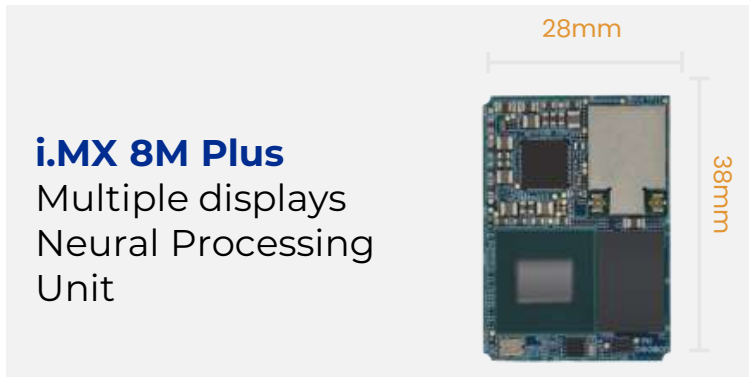 28mm
i.MX 8M Plus
Multiple displays
Neural Processing
Unit
38mm